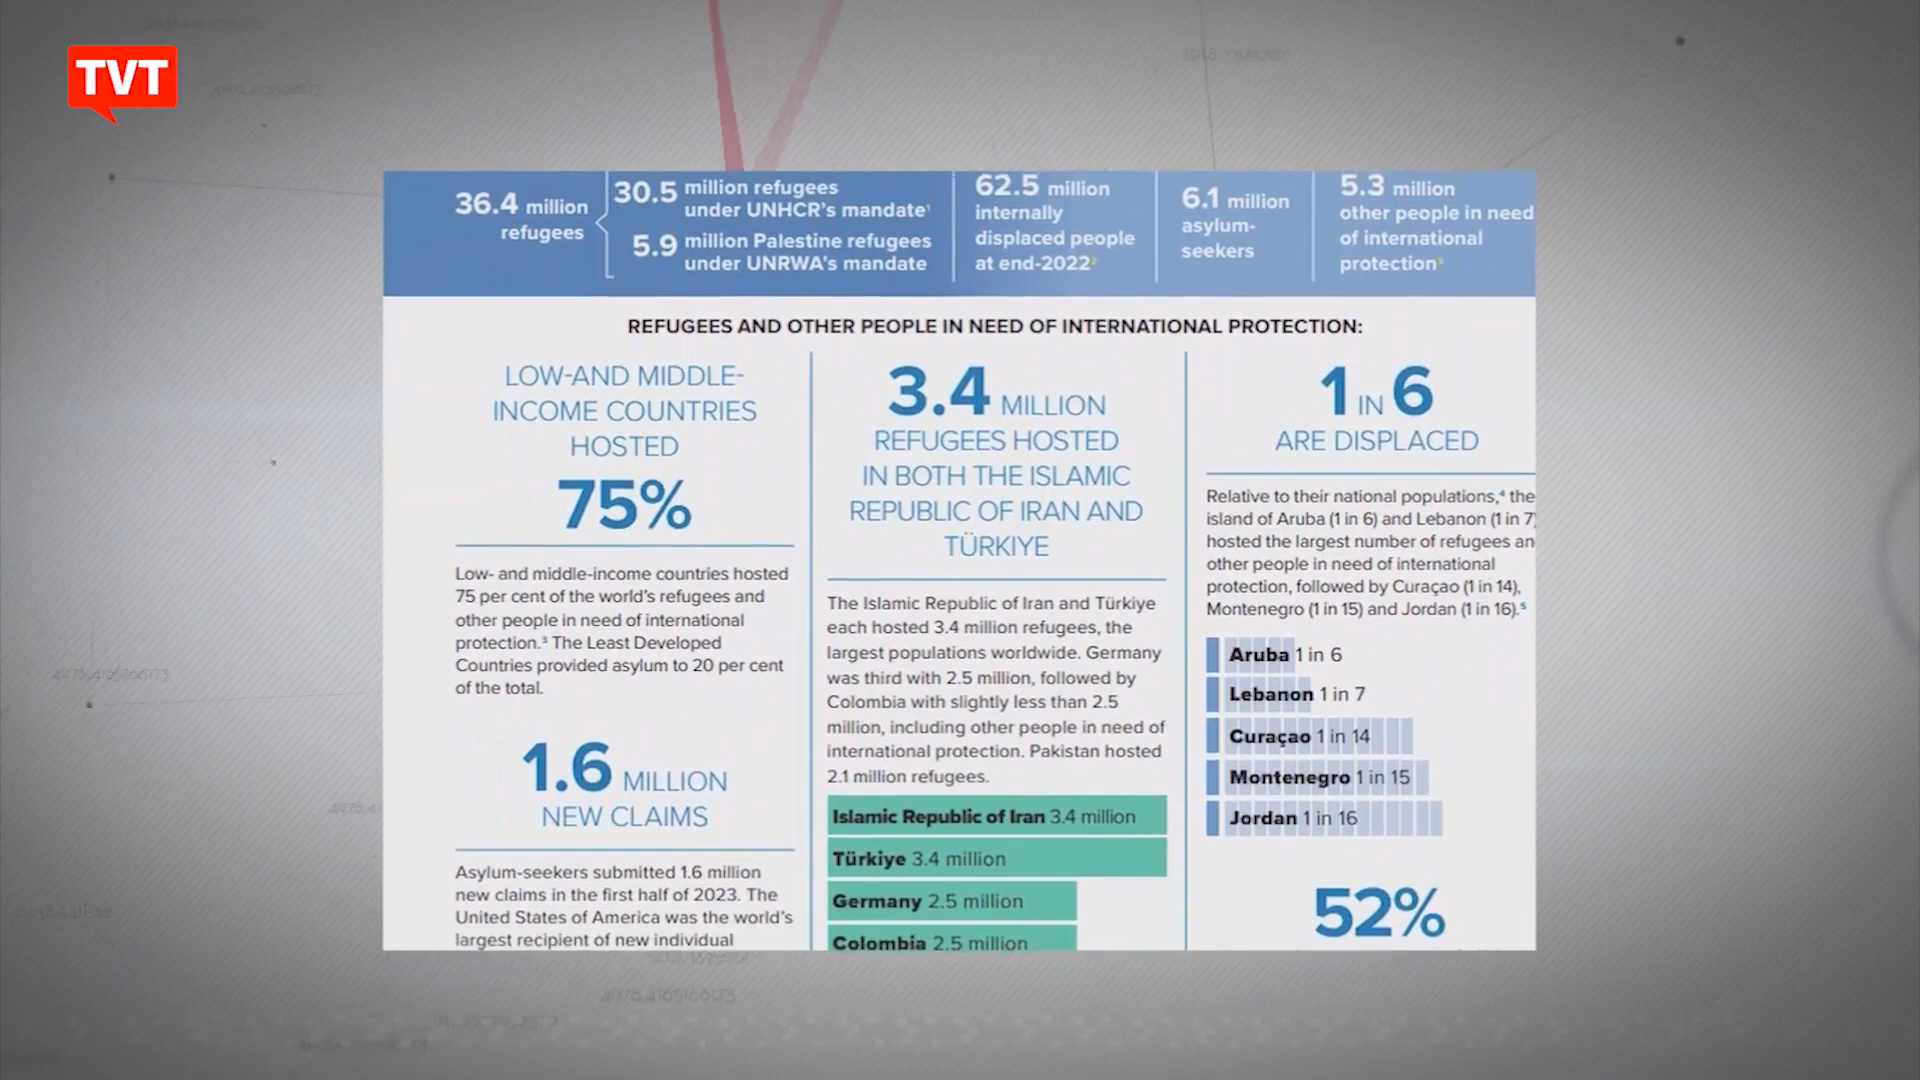 TVT
36.4 million
refugees
30.5 million refugees
under UNHCR's mandate¹
5.9 million Palestine refugees
under UNRWA's mandate
62.5 million
internally
displaced people
at end-2022²
6.1 million
asylum-
seekers
5.3 million
other people in need
of international
protection³
REFUGEES AND OTHER PEOPLE IN NEED OF INTERNATIONAL PROTECTION:
LOW-AND MIDDLE-
INCOME COUNTRIES
HOSTED
75%
Low- and middle-income countries hosted
75 per cent of the world's refugees and
other people in need of international
protection.³ The Least Developed
Countries provided asylum to 20 per cent
of the total.
1.6 MILLION
NEW CLAIMS
Asylum-seekers submitted 1.6 million
new claims in the first half of 2023. The
United States of America was the world's
largest recipient of new individual
3.4 MILLION
REFUGEES HOSTED
IN BOTH THE ISLAMIC
REPUBLIC OF IRAN AND
TÜRKIYE
The Islamic Republic of Iran and Türkiye
each hosted 3.4 million refugees, the
largest populations worldwide. Germany
was third with 2.5 million, followed by
Colombia with slightly less than 2.5
million, including other people in need of
international protection. Pakistan hosted
2.1 million refugees.
Islamic Republic of Iran 3.4 million
Türkiye 3.4 million
Germany 2.5 million
Colombia 2.5 million
1 IN 6
ARE DISPLACED
Relative to their national populations,⁴ the
island of Aruba (1 in 6) and Lebanon (1 in 7)
hosted the largest number of refugees an
other people in need of international
protection, followed by Curaçao (1 in 14),
Montenegro (1 in 15) and Jordan (1 in 16).⁵
Aruba 1 in 6
Lebanon 1 in 7
Curaçao 1 in 14
Montenegro 1 in 15
Jordan 1 in 16
52%